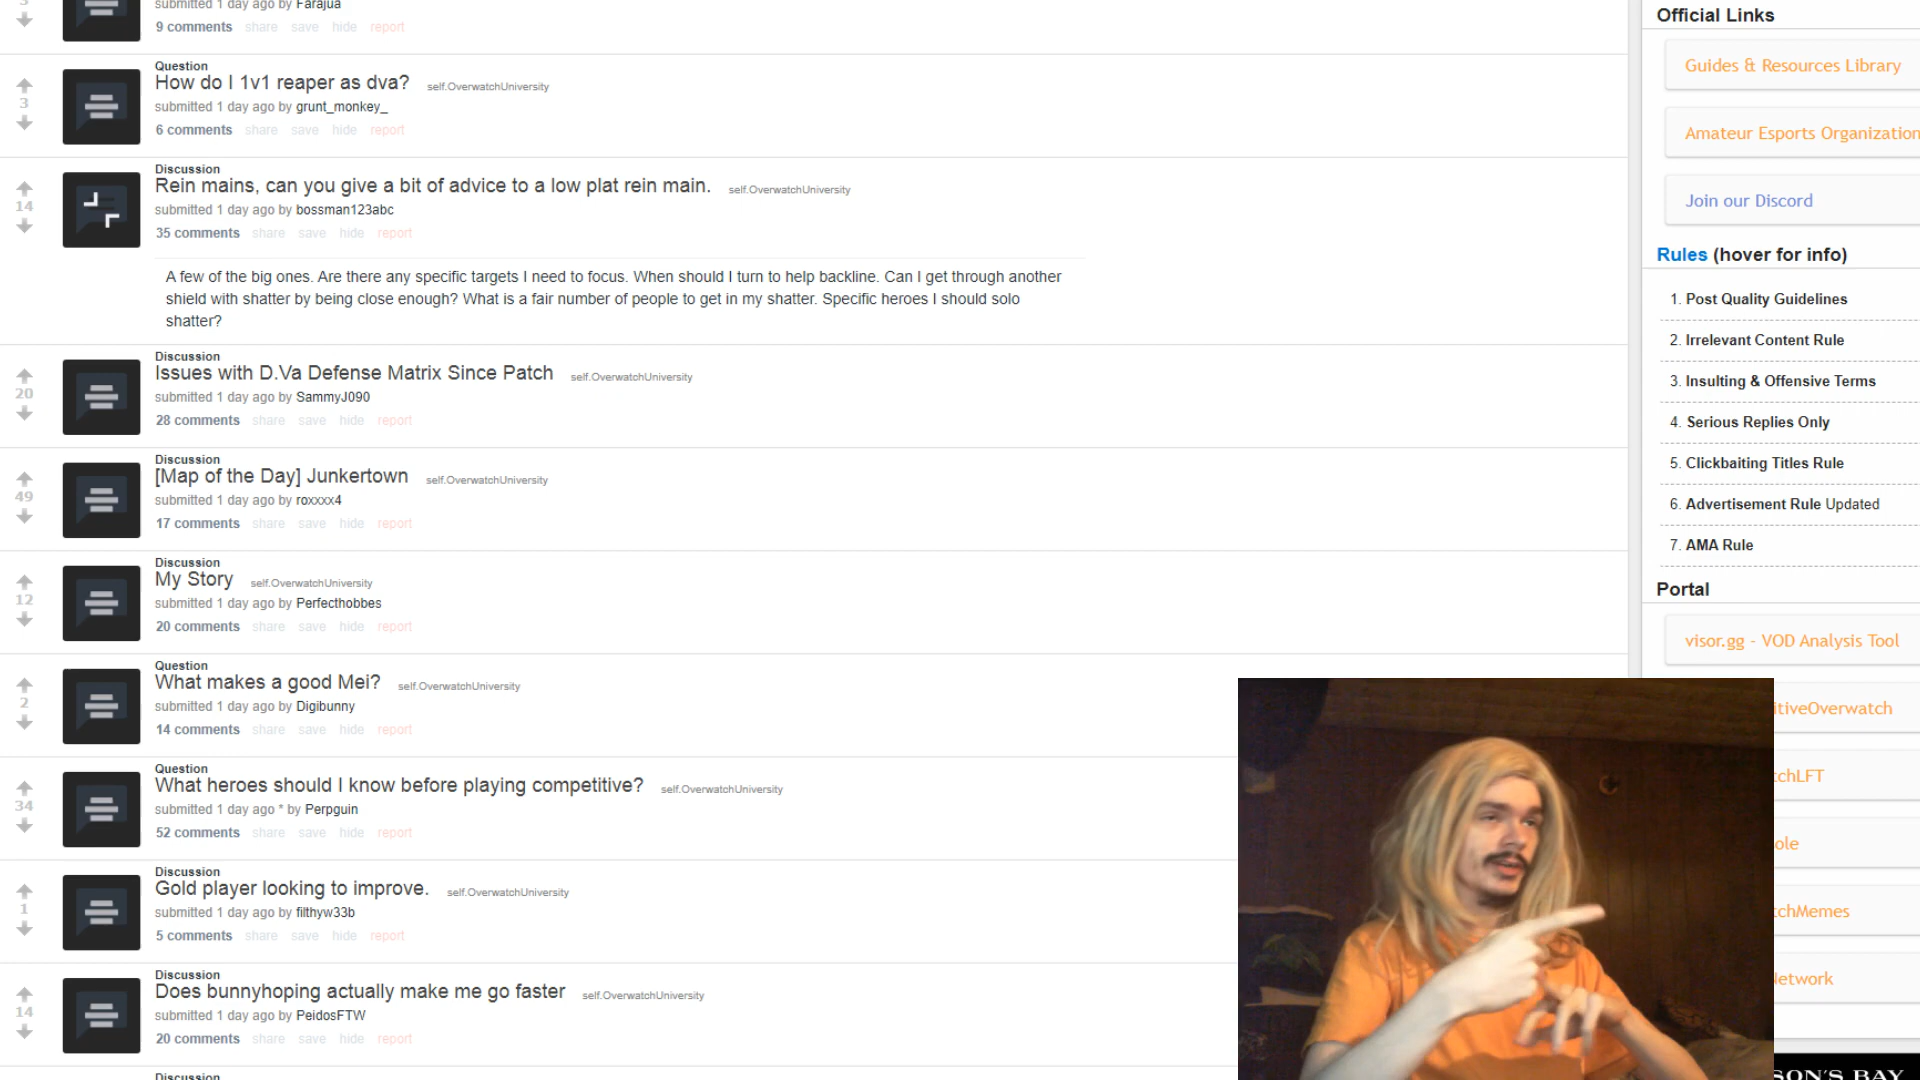 3
submitted 1 day ago by Farajua
9 comments share save hide report
Question
How do I 1v1 reaper as dva? self.OverwatchUniversity
3
submitted 1 day ago by grunt_monkey_
6 comments share save hide report
Discussion
Rein mains, can you give a bit of advice to a low plat rein main. self.OverwatchUniversity
14
submitted 1 day ago by bossman123abc
35 comments share save hide report
A few of the big ones. Are there any specific targets I need to focus. When should I turn to help backline. Can I get through another
shield with shatter by being close enough? What is a fair number of people to get in my shatter. Specific heroes I should solo
shatter?
Discussion
Issues with D.Va Defense Matrix Since Patch self.OverwatchUniversity
20
submitted 1 day ago by SammyJ090
28 comments share save hide report
Discussion
[Map of the Day] Junkertown self.OverwatchUniversity
49
submitted 1 day ago by roxxxx4
17 comments share save hide report
Discussion
My Story self.OverwatchUniversity
12
submitted 1 day ago by Perfecthobbes
20 comments share save hide report
Question
What makes a good Mei? self.OverwatchUniversity
2
submitted 1 day ago by Digibunny
14 comments share save hide report
Question
What heroes should I know before playing competitive? self.OverwatchUniversity
34
submitted 1 day ago * by Perpguin
52 comments share save hide report
Discussion
Gold player looking to improve. self.OverwatchUniversity
1
submitted 1 day ago by filthyw33b
5 comments share save hide report
Discussion
Does bunnyhoping actually make me go faster self.OverwatchUniversity
14
submitted 1 day ago by PeidosFTW
20 comments share save hide report
Discussion
Official Links
Guides & Resources Library
Amateur Esports Organization
Join our Discord
Rules (hover for info)
1. Post Quality Guidelines
2. Irrelevant Content Rule
3. Insulting & Offensive Terms
4. Serious Replies Only
5. Clickbaiting Titles Rule
6. Advertisement Rule Updated
7. AMA Rule
Portal
visor.gg - VOD Analysis Tool
itiveOverwatch
tchLFT
ole
tchMemes
Network
SON'S BAY